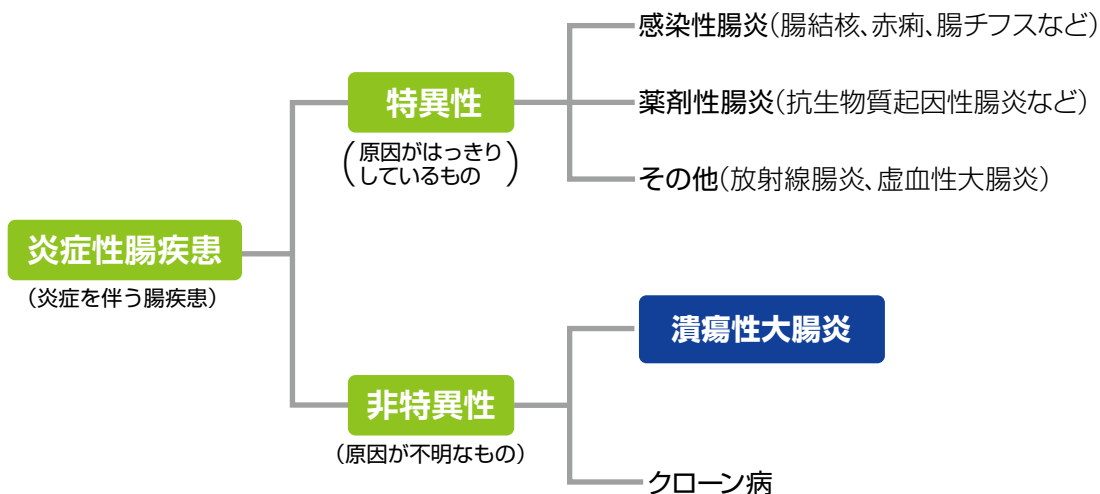 感染性腸炎(腸結核、赤痢、腸チフスなど)
特異性
薬剤性腸炎(抗生物質起因性腸炎など)
(原因がはっきり
しているもの)
その他(放射線腸炎、虚血性大腸炎)
炎症性腸疾患
(炎症を伴う腸疾患)
潰瘍性大腸炎
非特異性
(原因が不明なもの)
クローン病